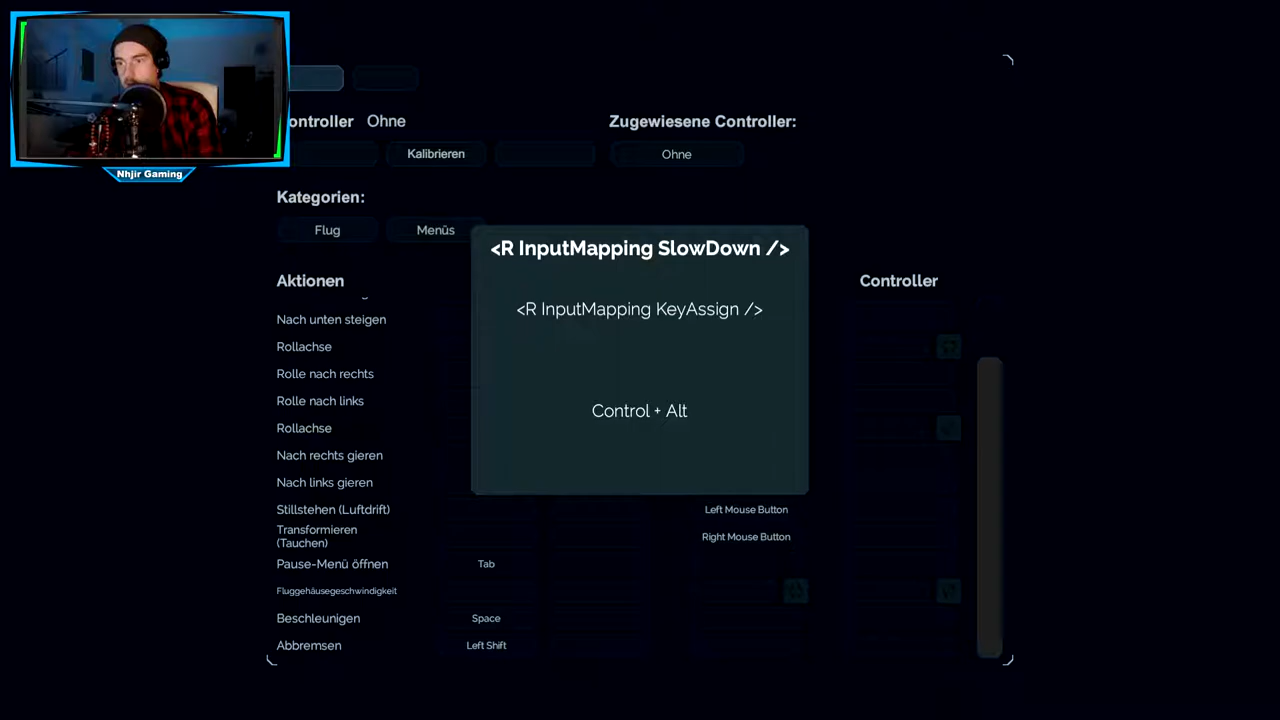 Nhjir Gaming
ontroller Ohne
Zugewiesene Controller:
Kalibrieren
Ohne
Kategorien:
Flug
Menüs
<R InputMapping SlowDown />
<R InputMapping KeyAssign />
Control + Alt
Aktionen
Controller
Nach unten steigen
Rollachse
Rolle nach rechts
Rolle nach links
Rollachse
Nach rechts gieren
Nach links gieren
Stillstehen (Luftdrift) Left Mouse Button
Transformieren
(Tauchen) Right Mouse Button
Pause-Menü öffnen Tab
Fluggehäusegeschwindigkeit
Beschleunigen Space
Abbremsen Left Shift